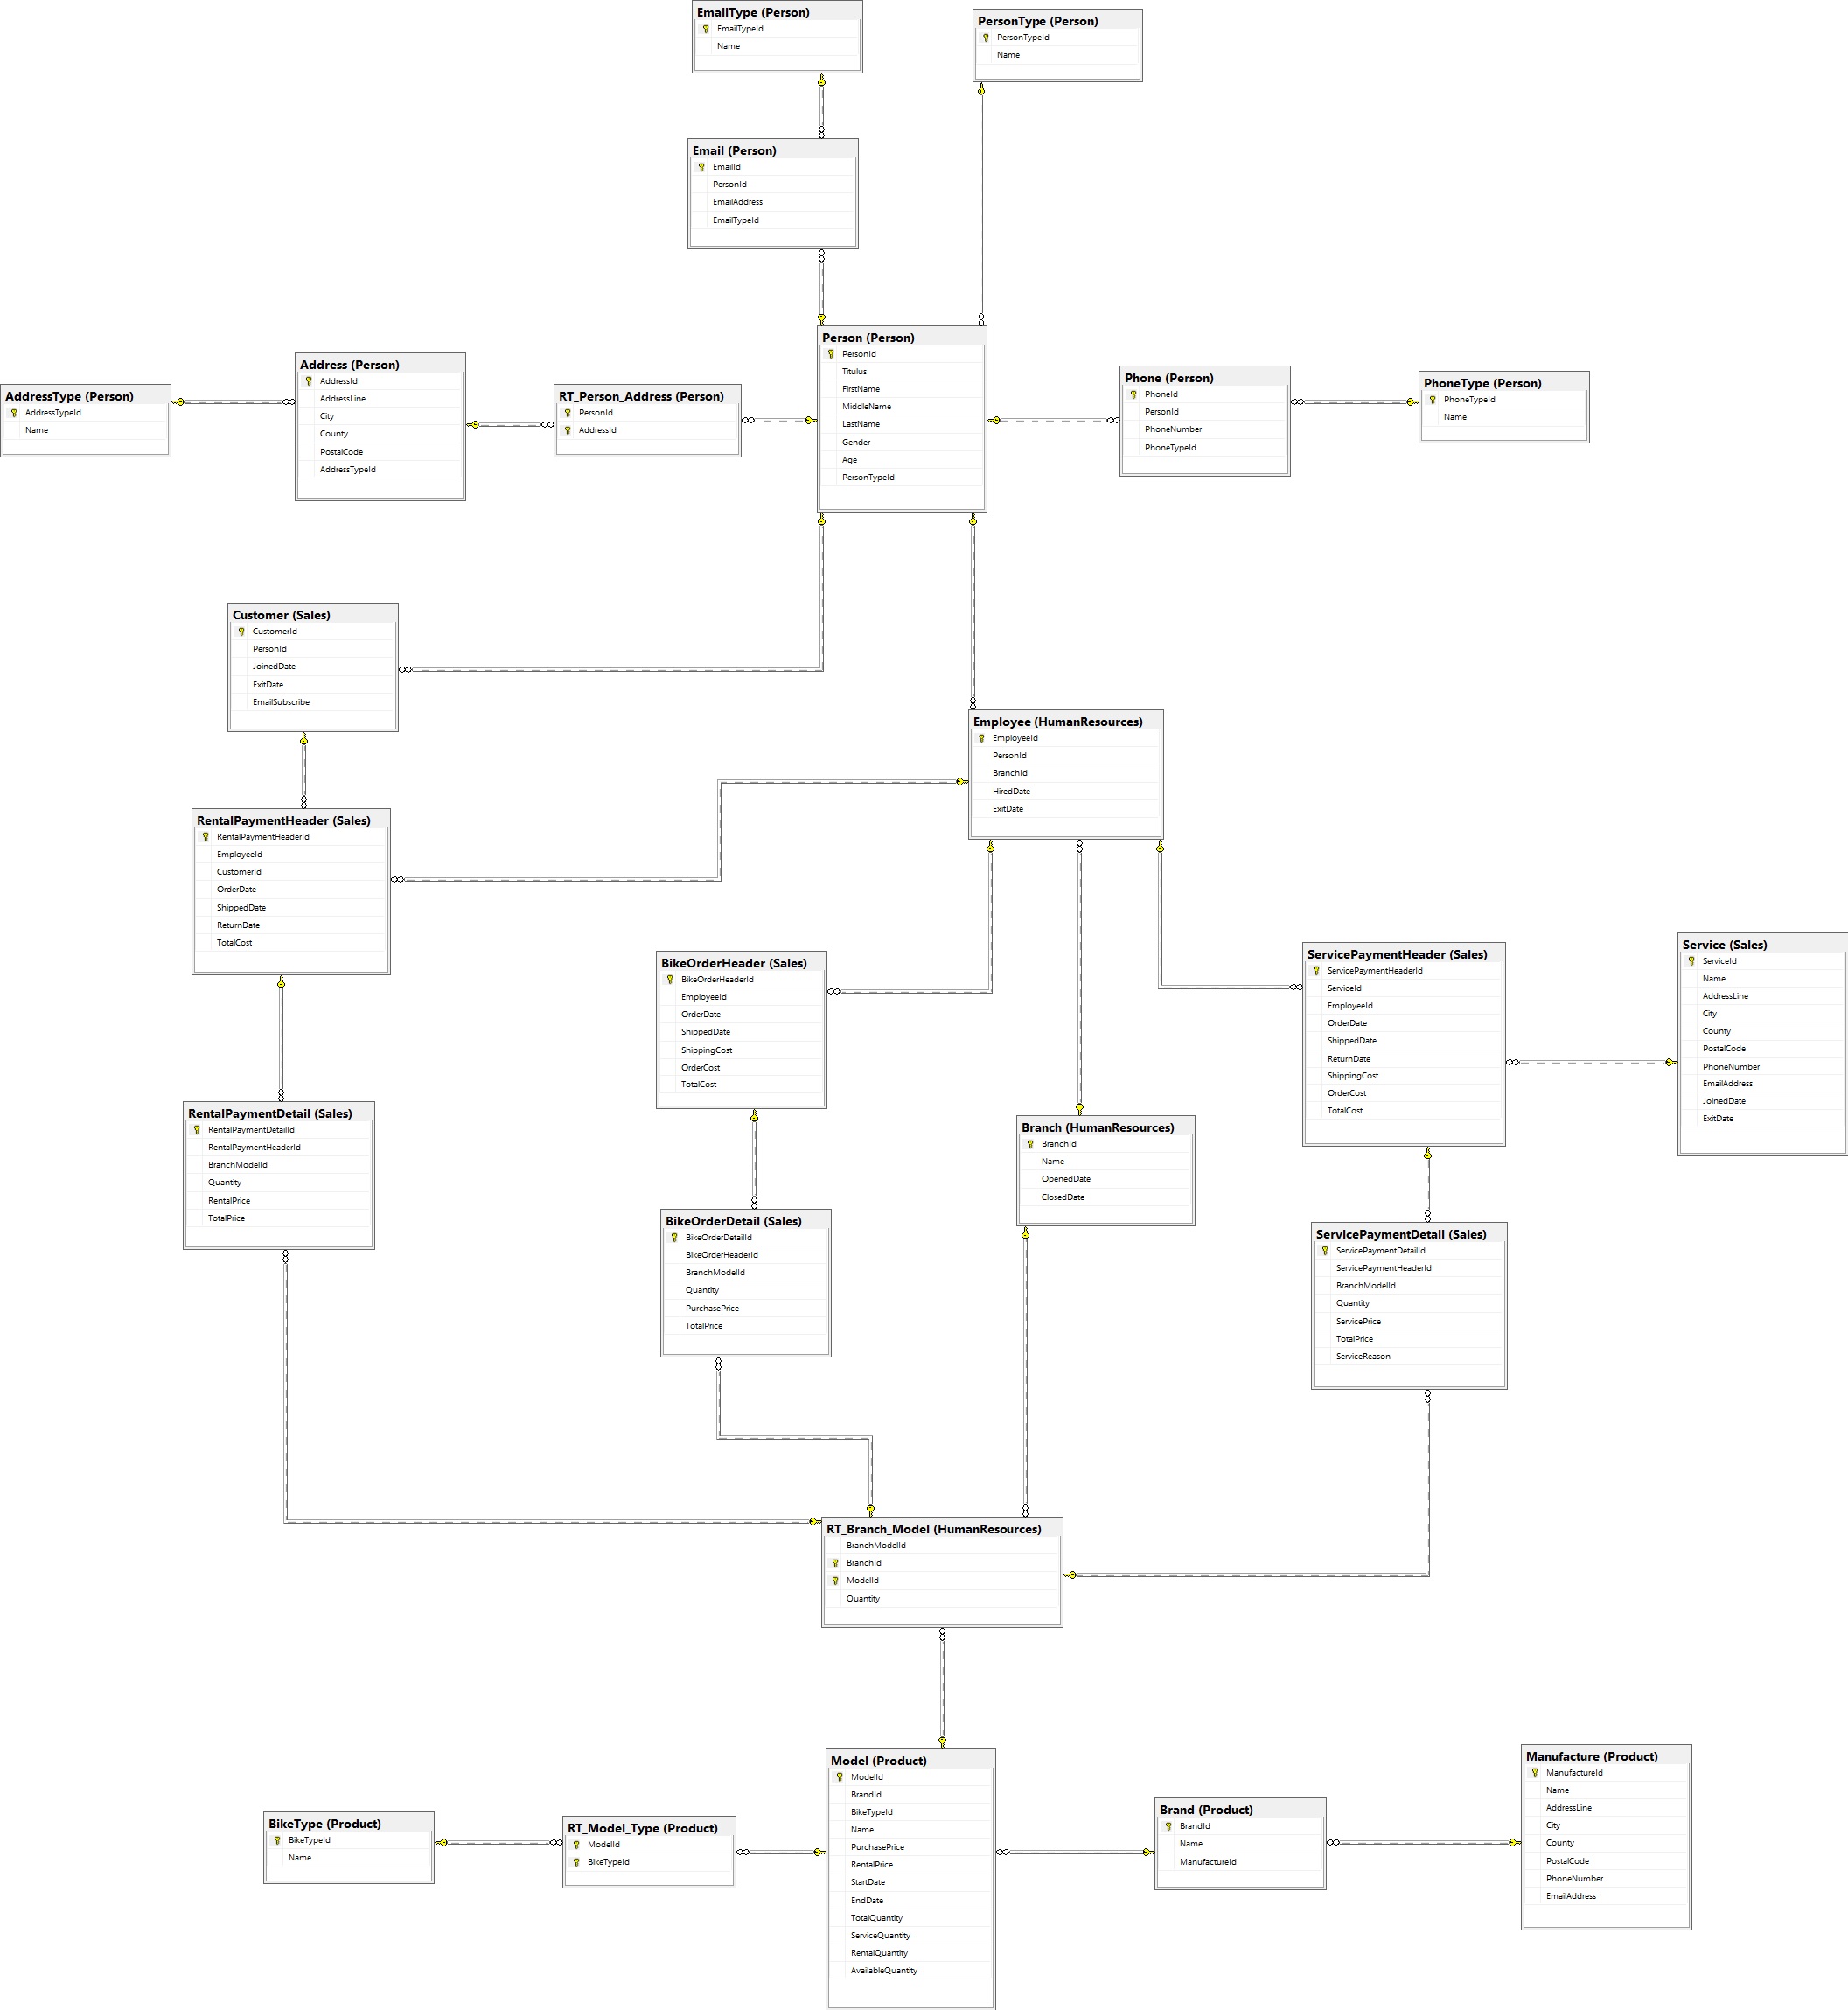 EmailType (Person)
EmailTypeId
Name
PersonType (Person)
PersonTypeId
Name
Email (Person)
EmailId
PersonId
EmailAddress
EmailTypeId
Person (Person)
PersonId
Titulus
FirstName
MiddleName
LastName
Gender
Age
PersonTypeId
AddressType (Person)
AddressTypeId
Name
Address (Person)
AddressId
AddressLine
City
County
PostalCode
AddressTypeId
RT_Person_Address (Person)
PersonId
AddressId
Phone (Person)
PhoneId
PersonId
PhoneNumber
PhoneTypeId
PhoneType (Person)
PhoneTypeId
Name
Customer (Sales)
CustomerId
PersonId
JoinedDate
ExitDate
EmailSubscribe
Employee (HumanResources)
EmployeeId
PersonId
BranchId
HiredDate
ExitDate
RentalPaymentHeader (Sales)
RentalPaymentHeaderId
EmployeeId
CustomerId
OrderDate
ShippedDate
ReturnDate
TotalCost
BikeOrderHeader (Sales)
BikeOrderHeaderId
EmployeeId
OrderDate
ShippedDate
ShippingCost
OrderCost
TotalCost
ServicePaymentHeader (Sales)
ServicePaymentHeaderId
ServiceId
EmployeeId
OrderDate
ShippedDate
ReturnDate
ShippingCost
OrderCost
TotalCost
Service (Sales)
ServiceId
Name
AddressLine
City
County
PostalCode
PhoneNumber
EmailAddress
JoinedDate
ExitDate
RentalPaymentDetail (Sales)
RentalPaymentDetailId
RentalPaymentHeaderId
BranchModelId
Quantity
RentalPrice
TotalPrice
BikeOrderDetail (Sales)
BikeOrderDetailId
BikeOrderHeaderId
BranchModelId
Quantity
PurchasePrice
TotalPrice
Branch (HumanResources)
BranchId
Name
OpenedDate
ClosedDate
ServicePaymentDetail (Sales)
ServicePaymentDetailId
ServicePaymentHeaderId
BranchModelId
Quantity
ServicePrice
TotalPrice
ServiceReason
RT_Branch_Model (HumanResources)
BranchModelId
BranchId
ModelId
Quantity
BikeType (Product)
BikeTypeId
Name
RT_Model_Type (Product)
ModelId
BikeTypeId
Model (Product)
ModelId
BrandId
BikeTypeId
Name
PurchasePrice
RentalPrice
StartDate
EndDate
TotalQuantity
ServiceQuantity
RentalQuantity
AvailableQuantity
Brand (Product)
BrandId
Name
ManufactureId
Manufacture (Product)
ManufactureId
Name
AddressLine
City
County
PostalCode
PhoneNumber
EmailAddress